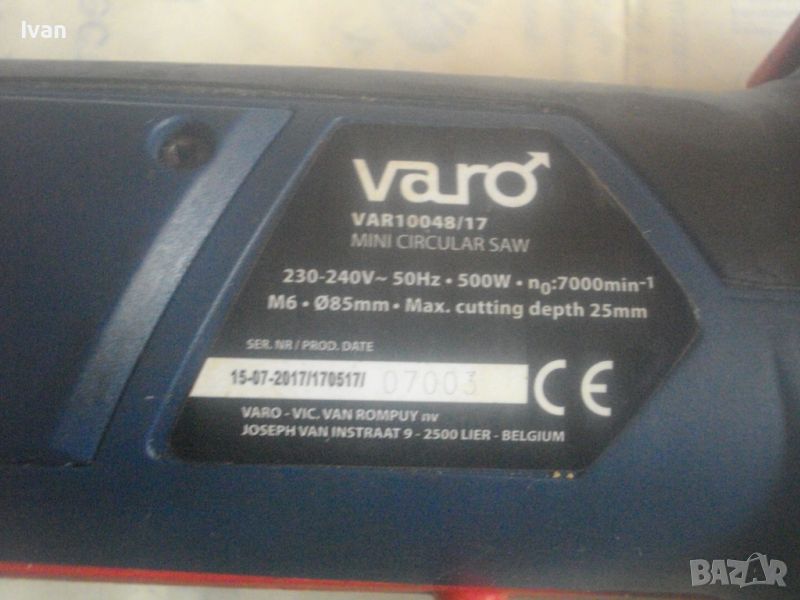 Ivan
varo
VAR10048/17
MINI CIRCULAR SAW
230-240V~ 50Hz • 500W • n0:7000min-1
M6 • Ø85mm • Max. cutting depth 25mm
SER. NR / PROD. DATE
15-07-2017/170517/ 07003
CE
VARO - VIC. VAN ROMPUY nv
JOSEPH VAN INSTRAAT 9 - 2500 LIER - BELGIUM
BAZAR